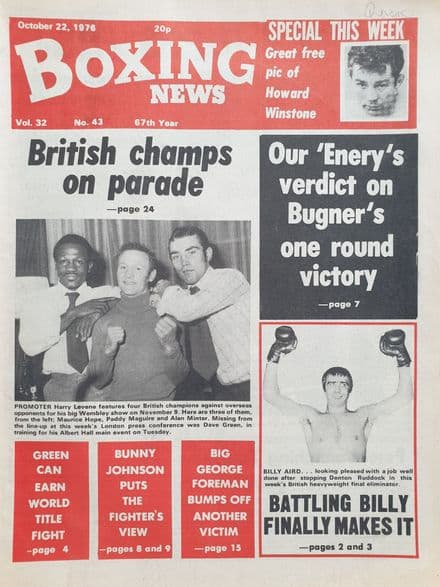 October 22, 1976
20p
BOXING
NEWS
Vol. 32
No. 43
67th Year
SPECIAL THIS WEEK
Great free
pic of
Howard
Winstone
British champs
on parade
—page 24
PROMOTER Harry Levene features four British champions against overseas
opponents for his big Wembley show on November 9. Here are three of them,
from the left: Maurice Hope, Paddy Maguire and Alan Minter. Missing from
the line-up at this week's London press conference was Dave Green, in
training for his Albert Hall main event on Tuesday.
Our 'Enery's
verdict on
Bugner's
one round
victory
—page 7
BILLY AIRD. . . looking pleased with a job well
done after stopping Denton Ruddock in this
week's British heavyweight final eliminator.
BATTLING BILLY
FINALLY MAKES IT
—pages 2 and 3
GREEN
CAN
EARN
WORLD
TITLE
FIGHT
—page 4
BUNNY
JOHNSON
PUTS
THE
FIGHTER'S
VIEW
—pages 8 and 9
BIG
GEORGE
FOREMAN
BUMPS OFF
ANOTHER
VICTIM
—page 15